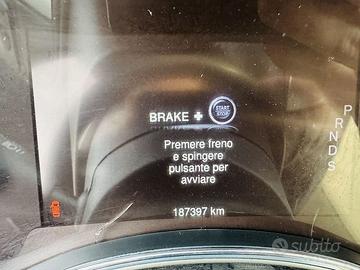 BRAKE + START STOP
Premere freno
e spingere
pulsante per
avviare
187397 km
P
R
N
D
S
subito